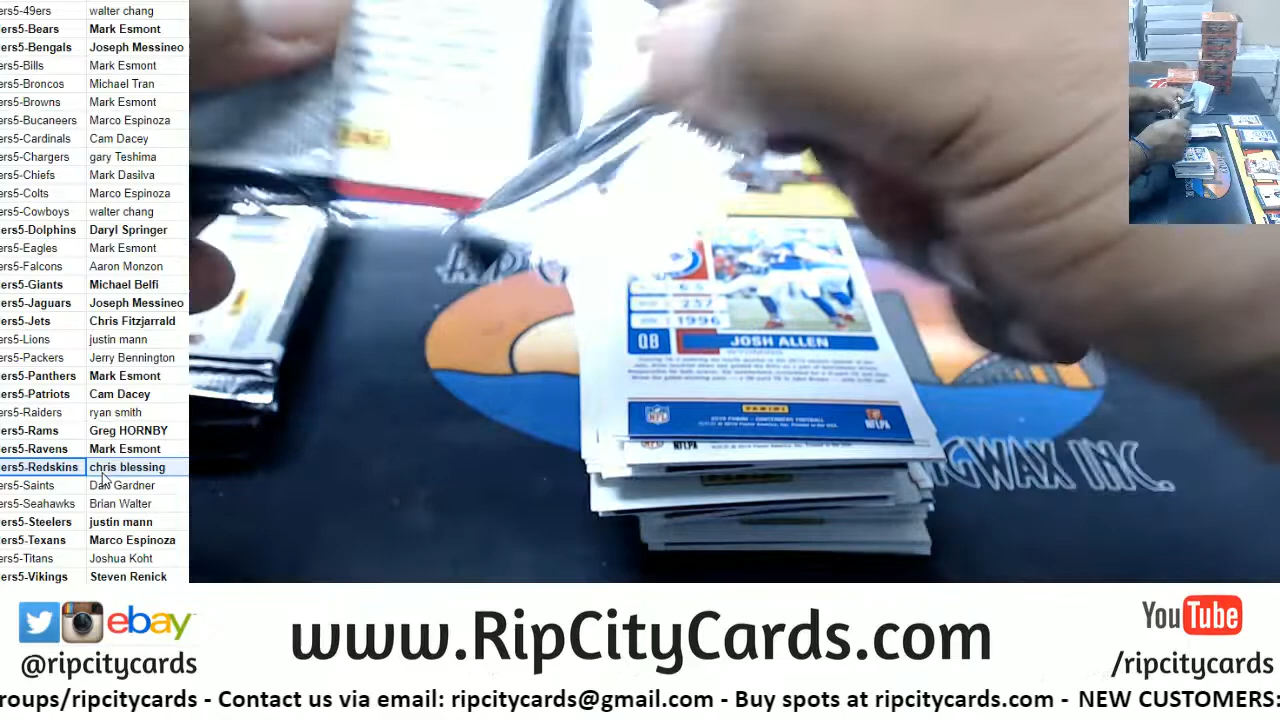 ers5-49ers walter chang
ers5-Bears Mark Esmont
ers5-Bengals Joseph Messineo
ers5-Bills Mark Esmont
ers5-Broncos Michael Tran
ers5-Browns Mark Esmont
ers5-Bucaneers Marco Espinoza
ers5-Cardinals Cam Dacey
ers5-Chargers gary Teshima
ers5-Chiefs Mark Dasilva
ers5-Colts Marco Espinoza
ers5-Cowboys walter chang
ers5-Dolphins Daryl Springer
ers5-Eagles Mark Esmont
ers5-Falcons Aaron Monzon
ers5-Giants Michael Belfi
ers5-Jaguars Joseph Messineo
ers5-Jets Chris Fitzjarrald
ers5-Lions justin mann
ers5-Packers Jerry Bennington
ers5-Panthers Mark Esmont
ers5-Patriots Cam Dacey
ers5-Raiders ryan smith
ers5-Rams Greg HORNBY
ers5-Ravens Mark Esmont
ers5-Redskins chris blessing
ers5-Saints Dan Gardner
ers5-Seahawks Brian Walter
ers5-Steelers justin mann
ers5-Texans Marco Espinoza
ers5-Titans Joshua Koht
ers5-Vikings Steven Renick
237
1996
QB JOSH ALLEN
WYOMING
PANINI
NFL
NFLPA
NFLPA
GWAX INC.
ebay
@ripcitycards
www.RipCityCards.com
YouTube
/ripcitycards
roups/ripcitycards - Contact us via email: ripcitycards@gmail.com - Buy spots at ripcitycards.com - NEW CUSTOMERS: